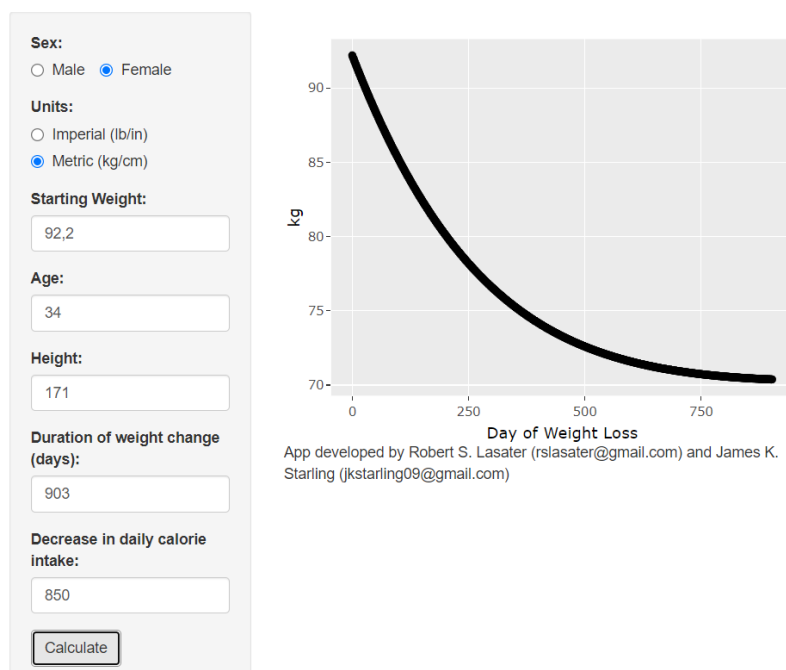 Sex:
Male Female
Units:
Imperial (lb/in)
Metric (kg/cm)
Starting Weight:
92,2
Age:
34
Height:
171
Duration of weight change
(days):
903
Decrease in daily calorie
intake:
850
Calculate
kg
90
85
80
75
70
0 250 500 750
Day of Weight Loss
App developed by Robert S. Lasater (rslasater@gmail.com) and James K.
Starling (jkstarling09@gmail.com)